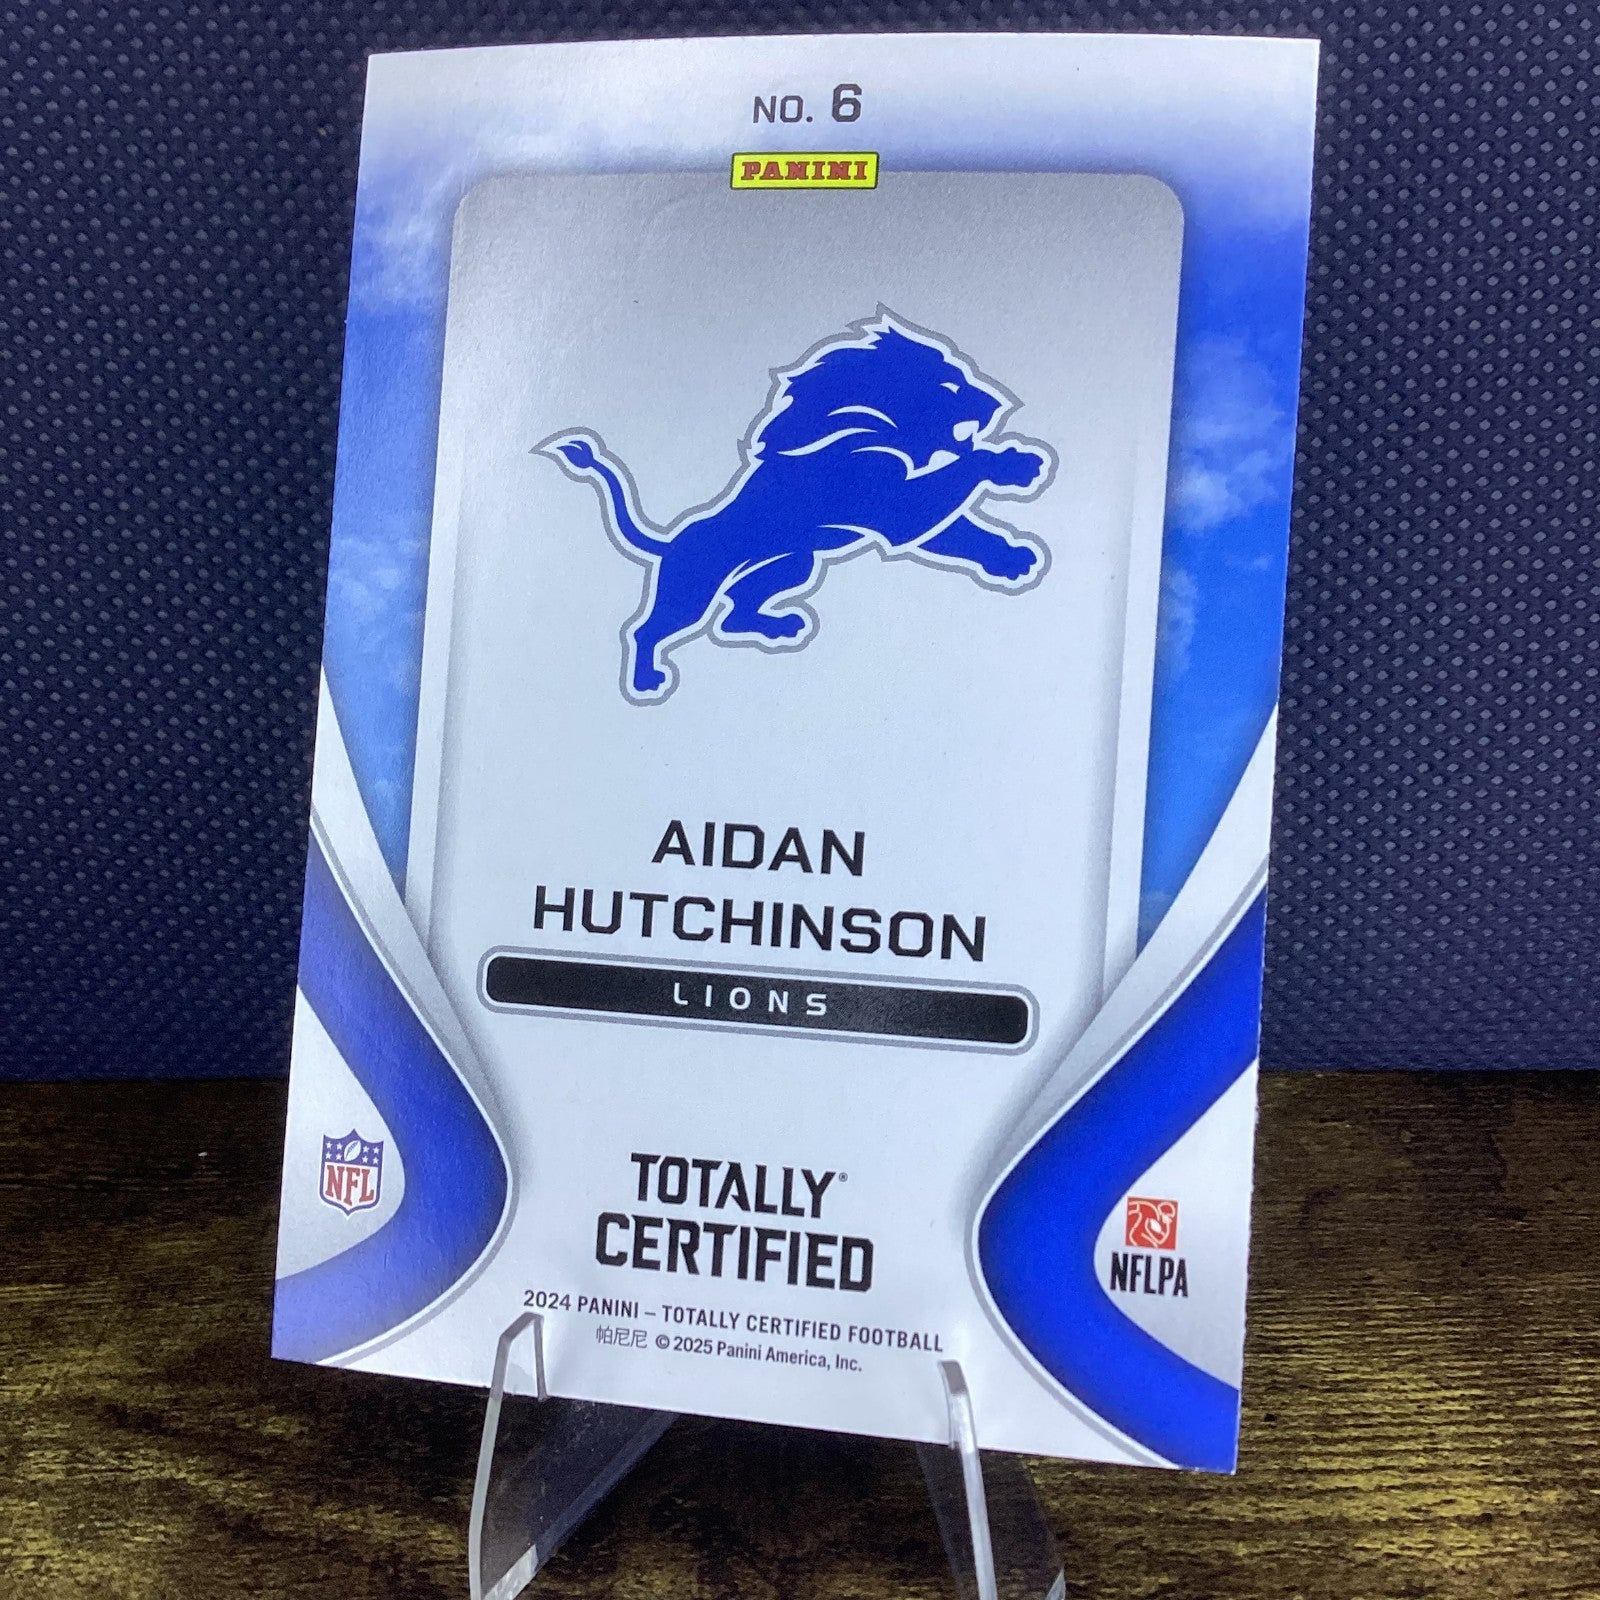 NO. 6
PANINI
AIDAN
HUTCHINSON
LIONS
NFL
TOTALLY®
CERTIFIED
NFLPA
2024 PANINI – TOTALLY CERTIFIED FOOTBALL
帕尼尼 © 2025 Panini America, Inc.